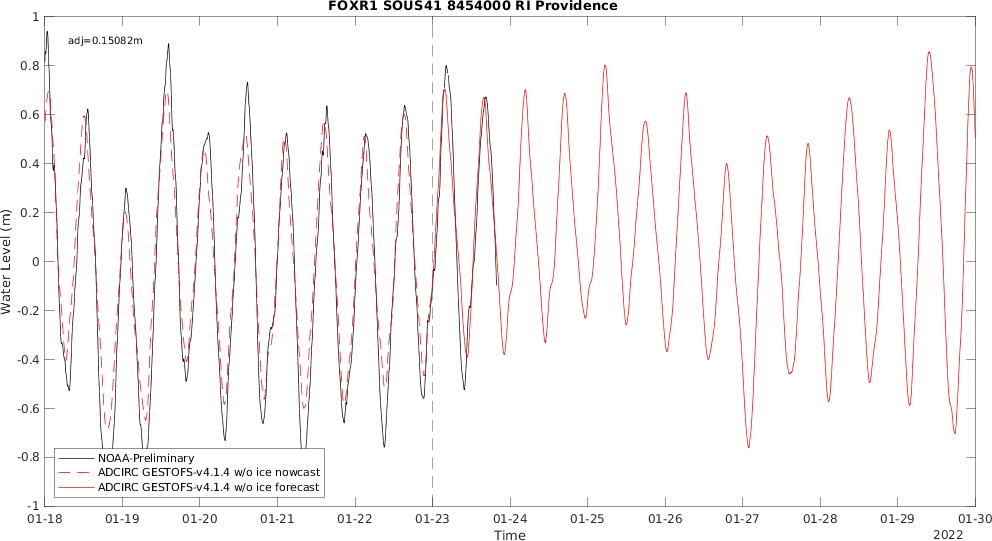 FOXR1 SOUS41 8454000 RI Providence
adj=0.15082m
1
0.8
0.6
0.4
0.2
0
-0.2
-0.4
-0.6
-0.8
-1
Water Level (m)
NOAA-Preliminary
ADCIRC GESTOFS-v4.1.4 w/o ice nowcast
ADCIRC GESTOFS-v4.1.4 w/o ice forecast
01-18 01-19 01-20 01-21 01-22 01-23 01-24 01-25 01-26 01-27 01-28 01-29 01-30
Time
2022